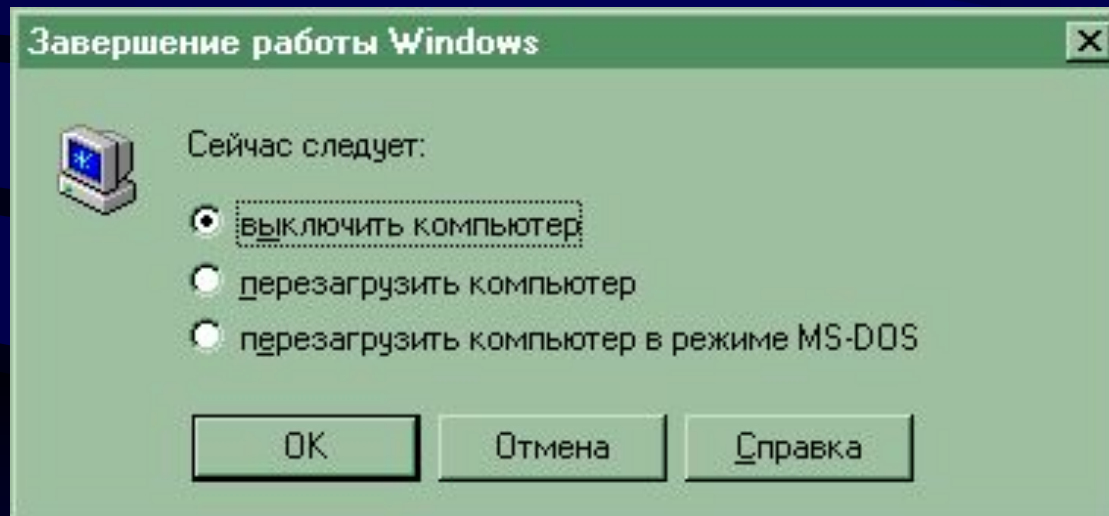 Завершение работы Windows
Сейчас следует:
выключить компьютер
перезагрузить компьютер
перезагрузить компьютер в режиме MS-DOS
OK Отмена Справка